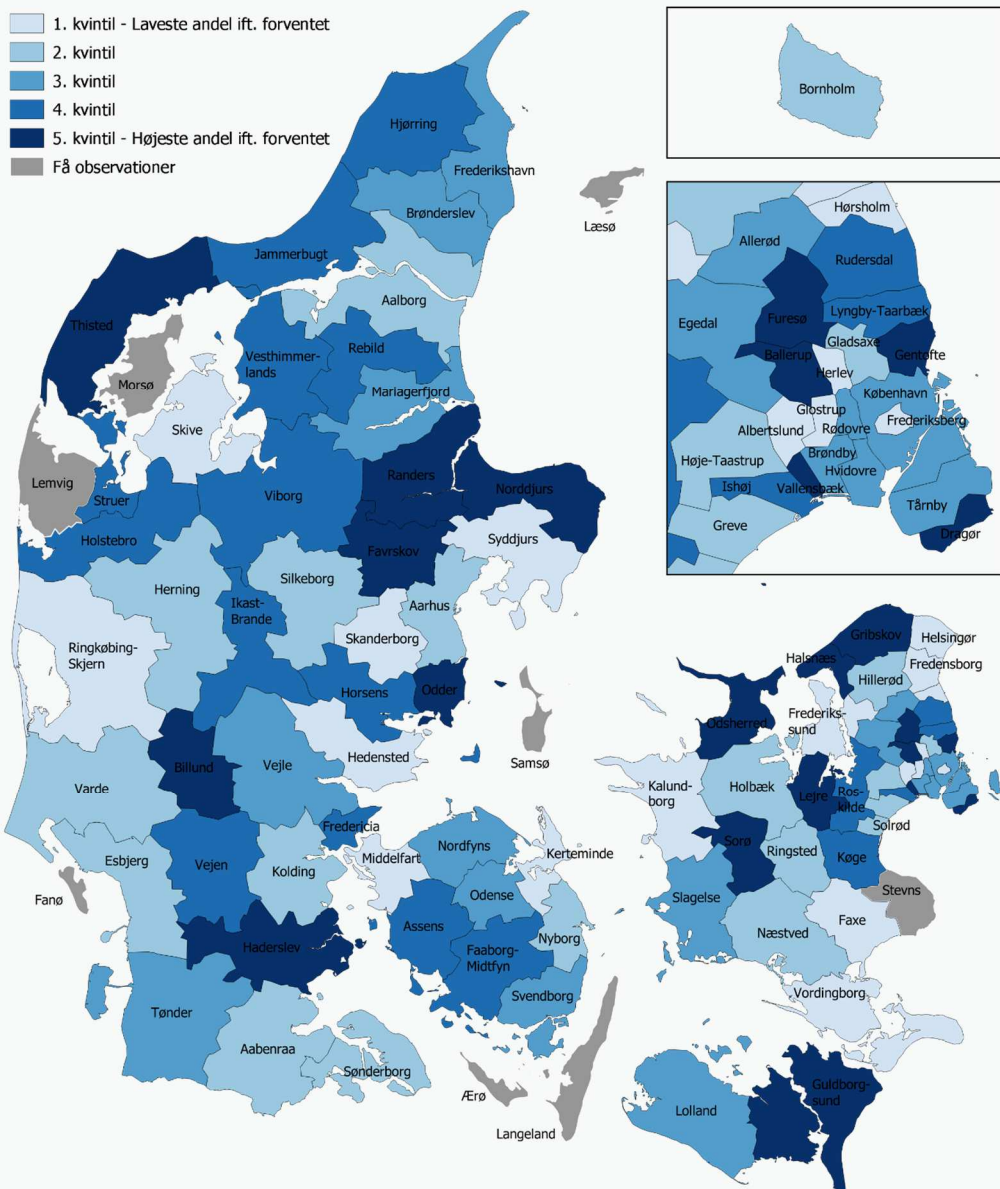 1. kvintil - Laveste andel ift. forventet
2. kvintil
3. kvintil
4. kvintil
5. kvintil - Højeste andel ift. forventet
Få observationer
Hjørring
Frederikshavn
Brønderslev
Læsø
Jammerbugt
Aalborg
Thisted
Rebild
Vesthimmer-
lands
Morsø
Mariagerfjord
Skive
Randers
Lemvig
Norddjurs
Struer
Viborg
Holstebro
Favrskov
Syddjurs
Silkeborg
Herning
Aarhus
Ikast-
Brande
Skanderborg
Ringkøbing-
Skjern
Odder
Horsens
Hedensted
Samsø
Billund
Vejle
Varde
Fredericia
Nordfyns
Middelfart
Kerteminde
Esbjerg
Vejen
Kolding
Odense
Fanø
Assens
Nyborg
Haderslev
Faaborg-
Midtfyn
Svendborg
Tønder
Aabenraa
Sønderborg
Ærø
Langeland
Bornholm
Hørsholm
Allerød
Rudersdal
Egedal
Furesø
Lyngby-Taarbæk
Gladsaxe
Ballerup
Gentofte
Herlev
København
Glostrup
Frederiksberg
Albertslund
Rødovre
Brøndby
Høje-Taastrup
Hvidovre
Ishøj
Vallensbæk
Tårnby
Greve
Dragør
Gribskov
Helsingør
Halsnæs
Fredensborg
Hillerød
Odsherred
Frederiks-
sund
Kalund-
borg
Holbæk
Lejre
Ros-
kilde
Solrød
Sorø
Ringsted
Køge
Stevns
Slagelse
Faxe
Næstved
Vordingborg
Guldborg-
sund
Lolland